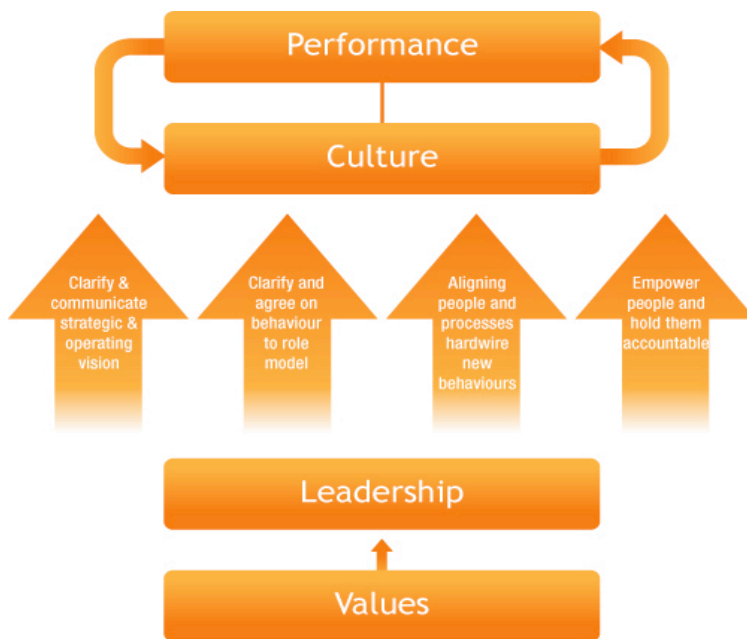 Performance
Culture
Clarify &
communicate
strategic &
operating
vision
Clarify and
agree on
behaviour
to role
model
Aligning
people and
processes
hardwire
new
behaviours
Empower
people and
hold them
accountable
Leadership
Values